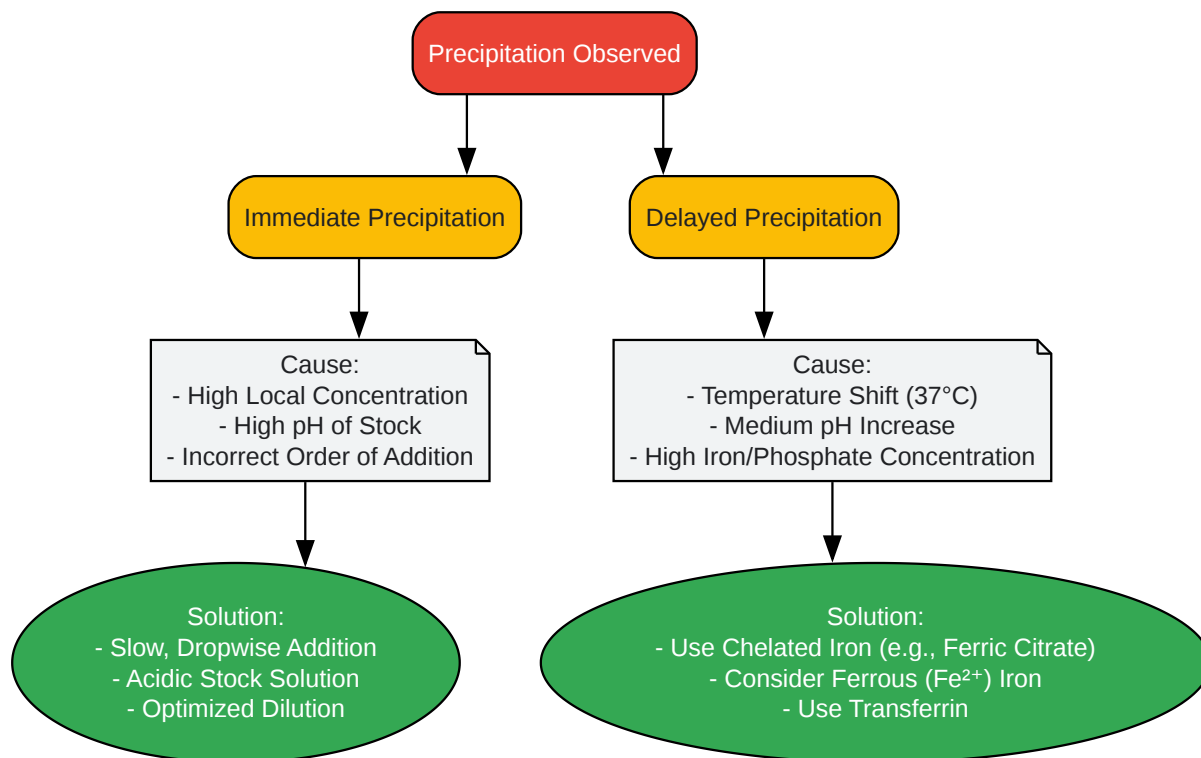 Precipitation Observed
Immediate Precipitation
Delayed Precipitation
Cause:
- High Local Concentration
- High pH of Stock
- Incorrect Order of Addition
Cause:
- Temperature Shift (37°C)
- Medium pH Increase
- High Iron/Phosphate Concentration
Solution:
- Slow, Dropwise Addition
- Acidic Stock Solution
- Optimized Dilution
Solution:
- Use Chelated Iron (e.g., Ferric Citrate)
- Consider Ferrous (Fe²⁺) Iron
- Use Transferrin